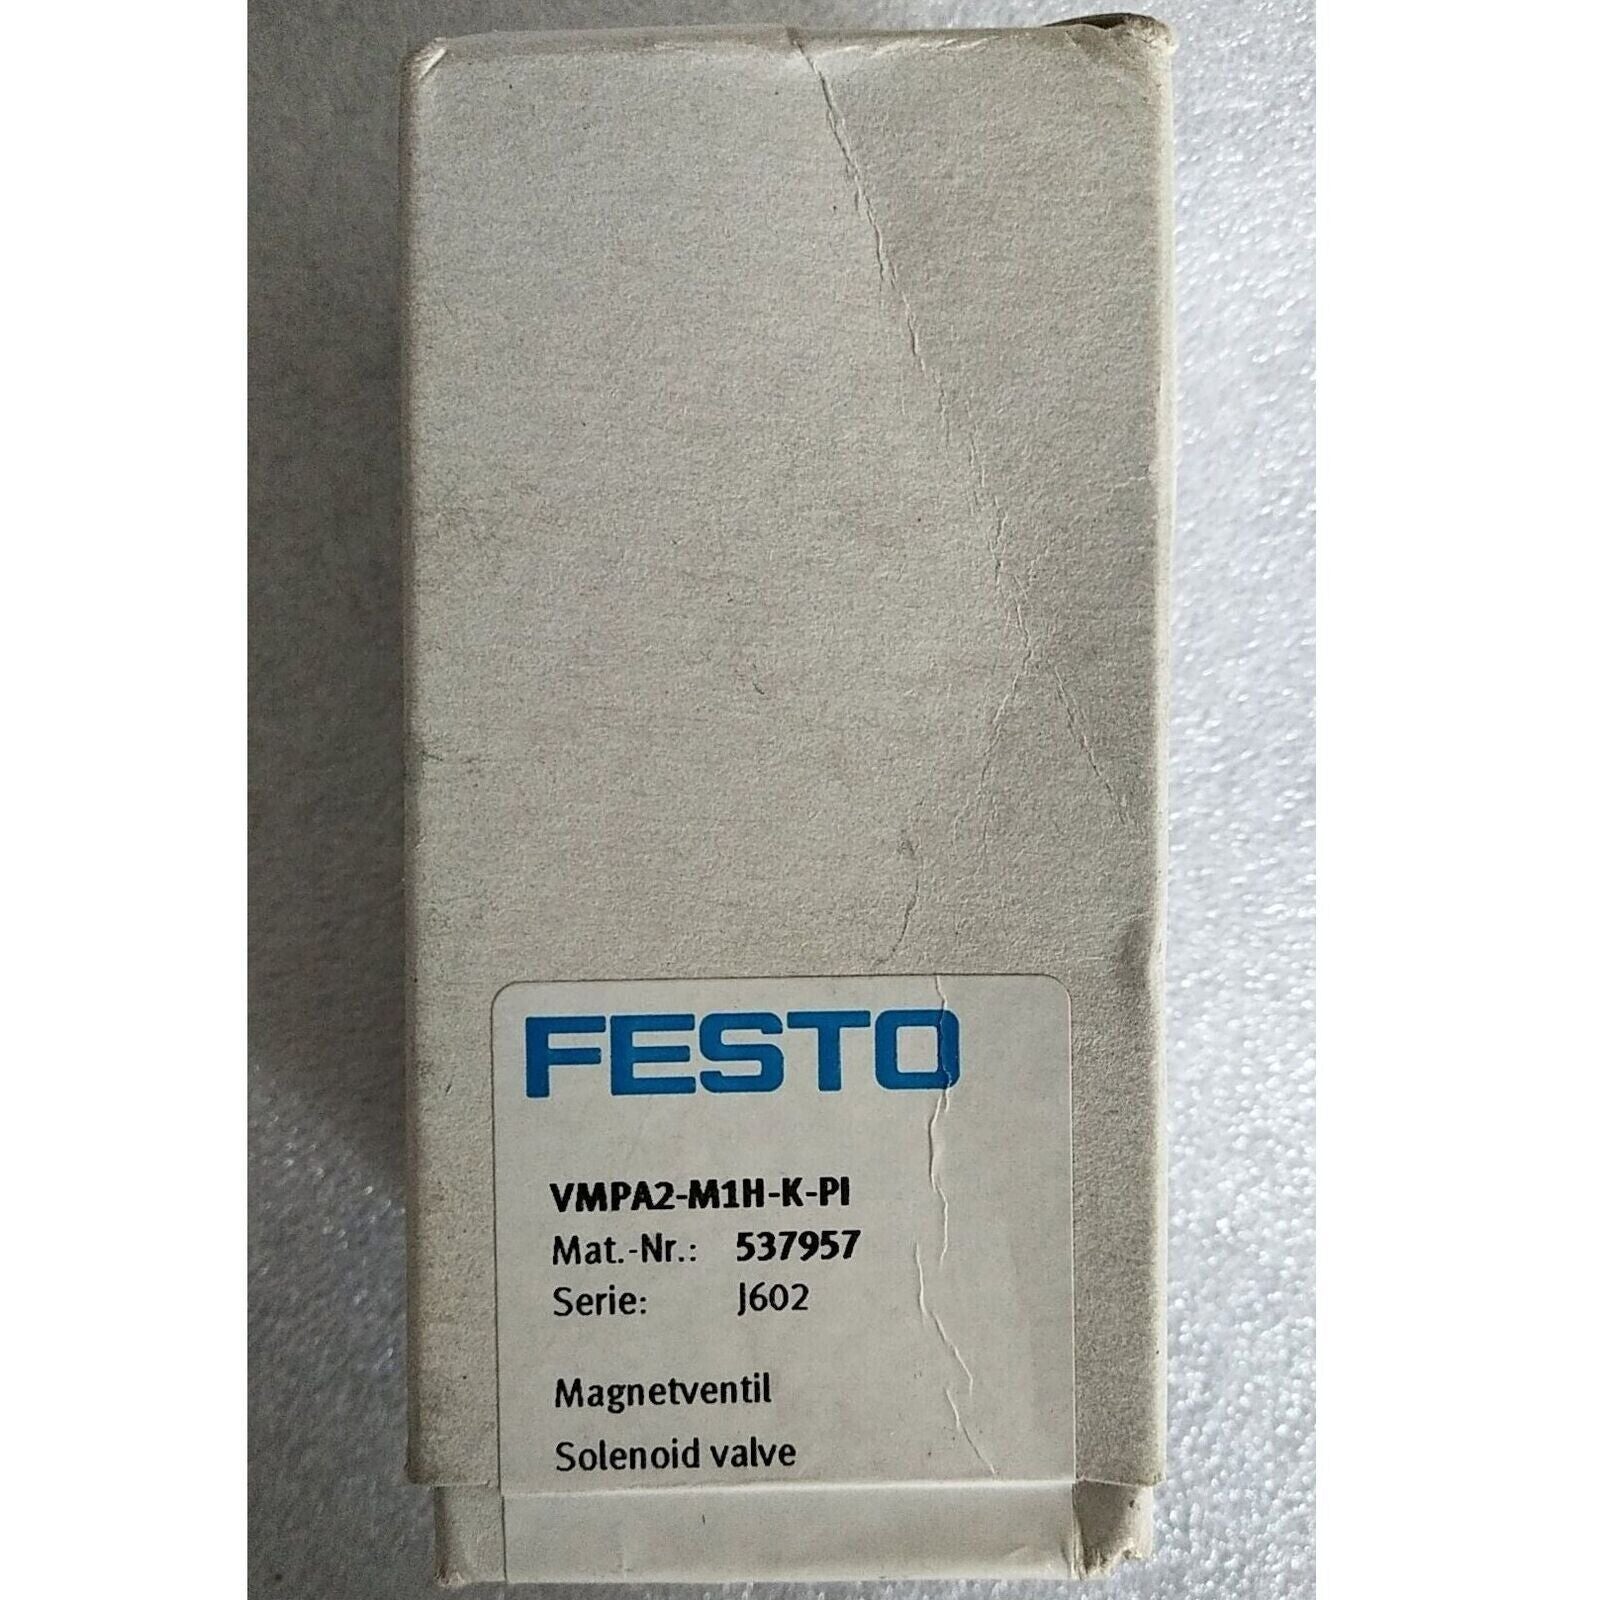 FESTO
VMPA2-M1H-K-PI
Mat.-Nr.: 537957
Serie: J602
Magnetventil
Solenoid valve